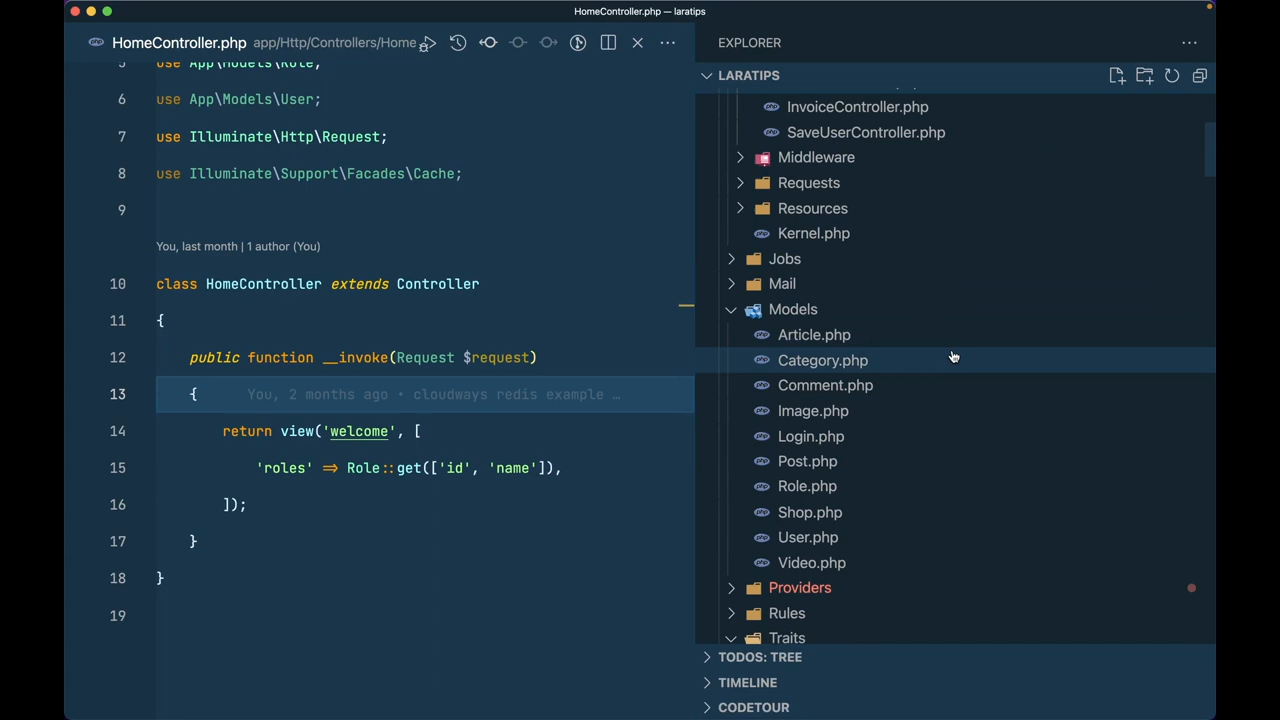 HomeController.php — laratips
HomeController.php app/Http/Controllers/Home
5 use App\Models\Role;
6 use App\Models\User;
7 use Illuminate\Http\Request;
8 use Illuminate\Support\Facades\Cache;
9
You, last month | 1 author (You)
10 class HomeController extends Controller
11 {
12 public function __invoke(Request $request)
13 { You, 2 months ago • cloudways redis example …
14 return view('welcome', [
15 'roles' => Role::get(['id', 'name']),
16 ]);
17 }
18 }
19
EXPLORER
LARATIPS
InvoiceController.php
SaveUserController.php
Middleware
Requests
Resources
Kernel.php
Jobs
Mail
Models
Article.php
Category.php
Comment.php
Image.php
Login.php
Post.php
Role.php
Shop.php
User.php
Video.php
Providers
Rules
Traits
TODOS: TREE
TIMELINE
CODETOUR